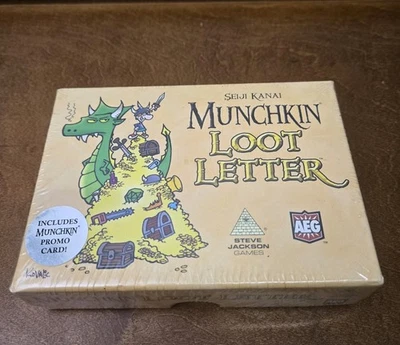 SEIJI KANAI
MUNCHKIN
LOOT
LETTER
INCLUDES
MUNCHKIN
PROMO
CARD!
STEVE
JACKSON
GAMES
AEG